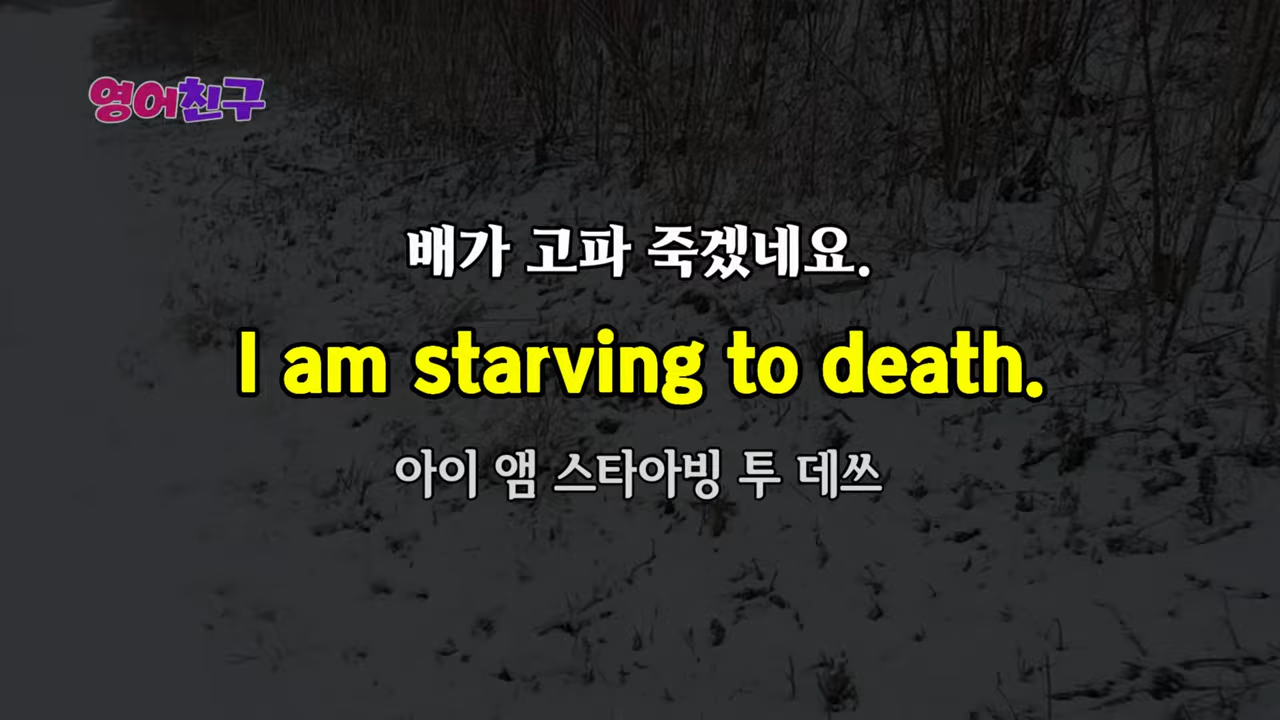 영어친구
배가 고파 죽겠네요.
I am starving to death.
아이 앰 스타아빙 투 데쓰